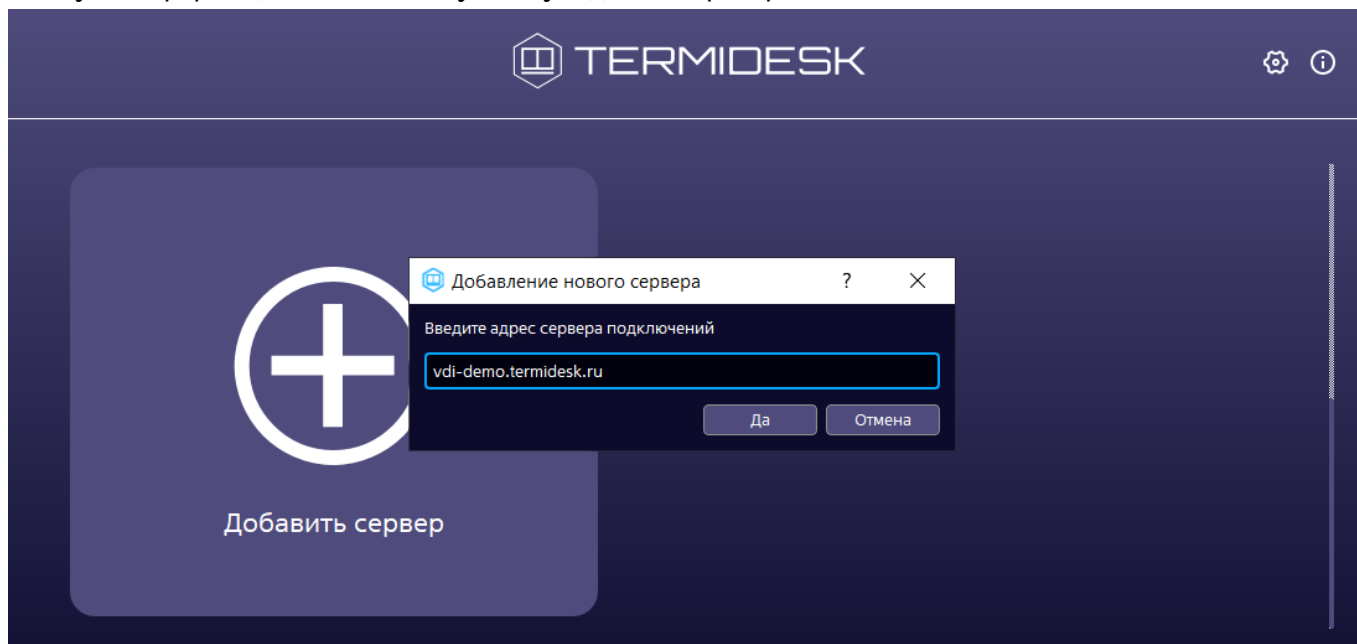 TERMIDESK
Добавление нового сервера
?
Введите адрес сервера подключений
vdi-demo.termidesk.ru
Да Отмена
Добавить сервер